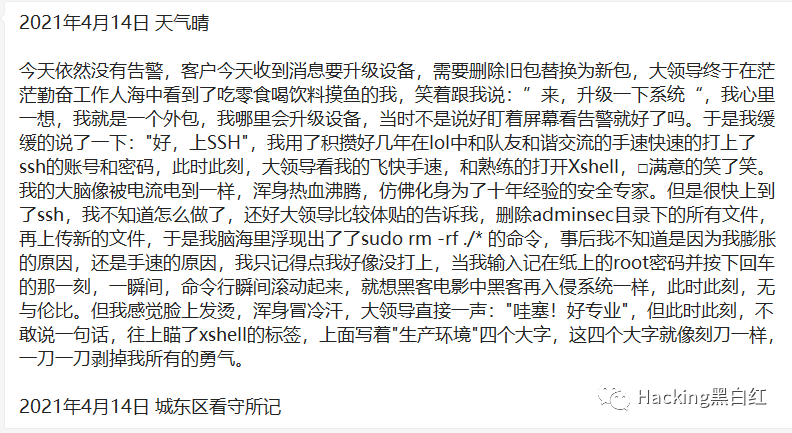 2021年4月14日 天气晴
今天依然没有告警，客户今天收到消息要升级设备，需要删除旧包替换为新包，大领导终于在茫
茫勤奋工作人海中看到了吃零食喝饮料摸鱼的我，笑着跟我说：”来，升级一下系统“，我心里
一想，我就是一个外包，我哪里会升级设备，当时不是说好盯着屏幕看告警就好了吗。于是我缓
缓的说了一下："好，上SSH"，我用了积攒好几年在lol中和队友和谐交流的手速快速的打上了
ssh的账号和密码，此时此刻，大领导看我的飞快手速，和熟练的打开Xshell，□满意的笑了笑。
我的大脑像被电流电到一样，浑身热血沸腾，仿佛化身为了十年经验的安全专家。但是很快上到
了ssh，我不知道怎么做了，还好大领导比较体贴的告诉我，删除adminsec目录下的所有文件，
再上传新的文件，于是我脑海里浮现出了了sudo rm -rf ./* 的命令，事后我不知道是因为我膨胀
的原因，还是手速的原因，我只记得点我好像没打上，当我输入记在纸上的root密码并按下回车
的那一刻，一瞬间，命令行瞬间滚动起来，就想黑客电影中黑客再入侵系统一样，此时此刻，无
与伦比。但我感觉脸上发烫，浑身冒冷汗，大领导直接一声："哇塞！好专业"，但此时此刻，不
敢说一句话，往上瞄了xshell的标签，上面写着"生产环境"四个大字，这四个大字就像刻刀一样，
一刀一刀剥掉我所有的勇气。
2021年4月14日 城东区看守所记
Hacking黑白红